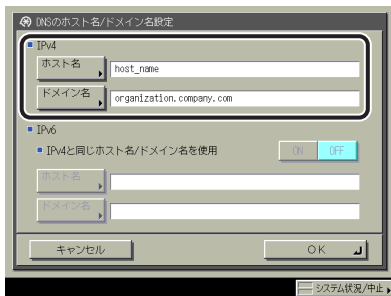 DNSのホスト名/ドメイン名設定
IPv4
ホスト名 host_name
ドメイン名 organization.company.com
IPv6
IPv4と同じホスト名/ドメイン名を使用 ON OFF
ホスト名
ドメイン名
キャンセル OK
システム状況/中止